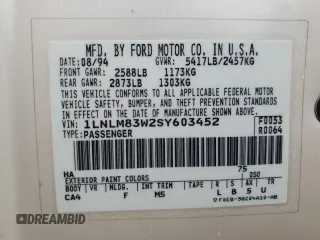 MFD. BY FORD MOTOR CO. IN U.S.A.
DATE: 08/94 GVWR: 5417LB/2457KG
FRONT GAWR: 2588LB 1173KG
REAR GAWR: 2873LB 1303KG
THIS VEHICLE CONFORMS TO ALL APPLICABLE FEDERAL MOTOR
VEHICLE SAFETY, BUMPER, AND THEFT PREVENTION STANDARDS
IN EFFECT ON THE DATE OF MANUFACTURE SHOWN ABOVE.
VIN: 1LNLM83W2SY603452 F0053
TYPE: PASSENGER R0064
HA 75
EXTERIOR PAINT COLORS DSO
BR VB MLDG. INT. TRIM TAPE R S AX TR
CA4 F M5 L B 5 U
DREAMBID